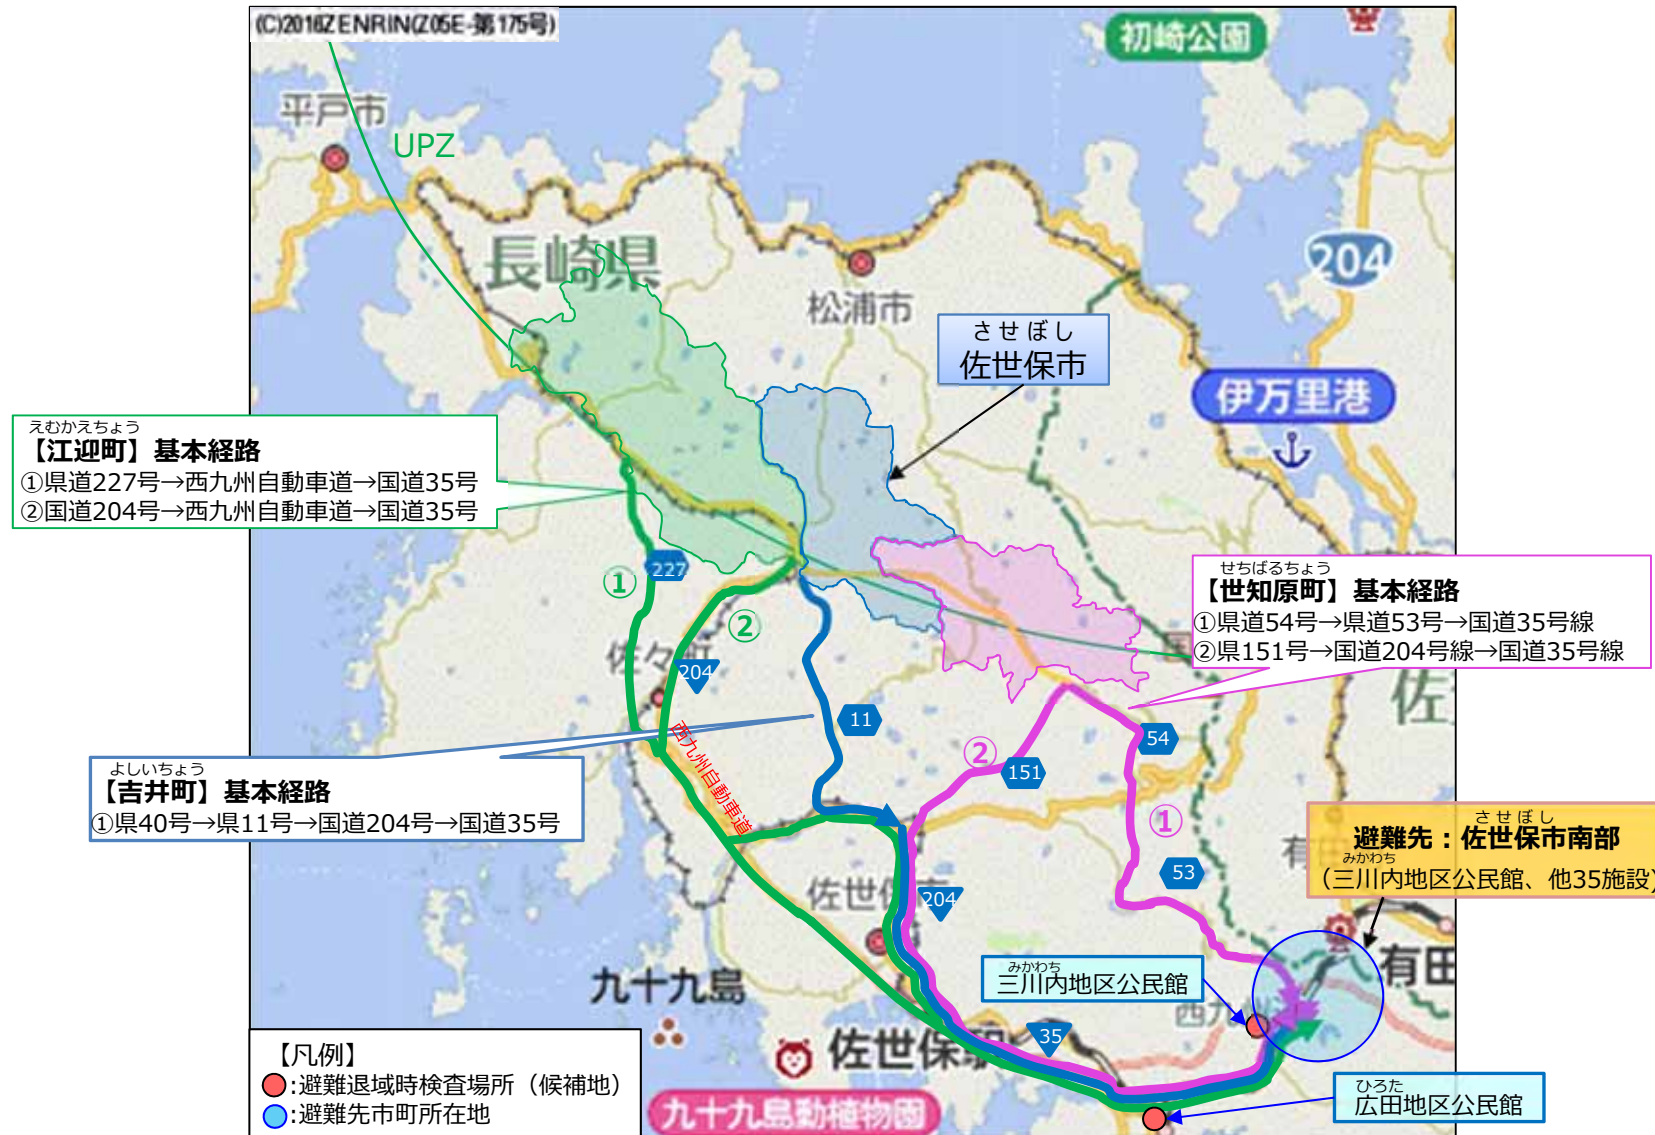 (C)2016ZENRIN(Z05E-第175号)
初崎公園
平戸市
UPZ
長崎県
204
松浦市
させぼし
佐世保市
伊万里港
えむかえちょう
【江迎町】基本経路
①県道227号→西九州自動車道→国道35号
②国道204号→西九州自動車道→国道35号
①
227
②
せちばるちょう
【世知原町】基本経路
①県道54号→県道53号→国道35号線
②県151号→国道204号線→国道35号線
佐々町
204
国
佐
11
54
②
151
西九州自動車道
よしいちょう
【吉井町】基本経路
①県40号→県11号→国道204号→国道35号
①
させぼし
避難先：佐世保市南部
みかわち
（三川内地区公民館、他35施設）
有田
53
佐世保市
204
有田
九十九島
みかわち
三川内地区公民館
西九
佐世保駅
35
【凡例】
:避難退域時検査場所（候補地）
:避難先市町所在地
ひろた
広田地区公民館
九十九島動植物園